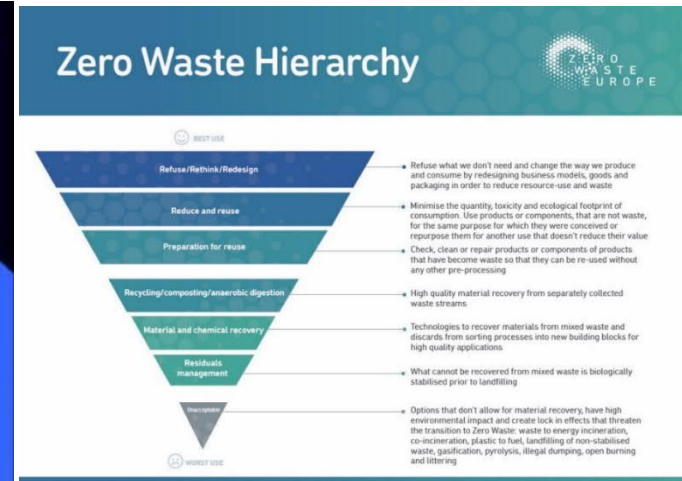 Zero Waste Hierarchy
ZERO
WASTE
EUROPE
BEST USE
Refuse/Rethink/Redesign
Refuse what we don't need and change the way we produce
and consume by redesigning business models, goods and
packaging in order to reduce resource-use and waste
Reduce and reuse
Minimise the quantity, toxicity and ecological footprint of
consumption. Use products or components, that are not waste,
for the same purpose for which they were conceived or
repurpose them for another use that doesn't reduce their value
Preparation for reuse
Check, clean or repair products or components of products
that have become waste so that they can be re-used without
any other pre-processing
Recycling/composting/anaerobic digestion
High quality material recovery from separately collected
waste streams
Material and chemical recovery
Technologies to recover materials from mixed waste and
discards from sorting processes into new building blocks for
high quality applications
Residuals
management
What cannot be recovered from mixed waste is biologically
stabilised prior to landfilling
Unacceptable
Options that don't allow for material recovery, have high
environmental impact and create lock in effects that threaten
the transition to Zero Waste: waste to energy incineration,
co-incineration, plastic to fuel, landfilling of non-stabilised
waste, gasification, pyrolysis, illegal dumping, open burning
and littering
WORST USE